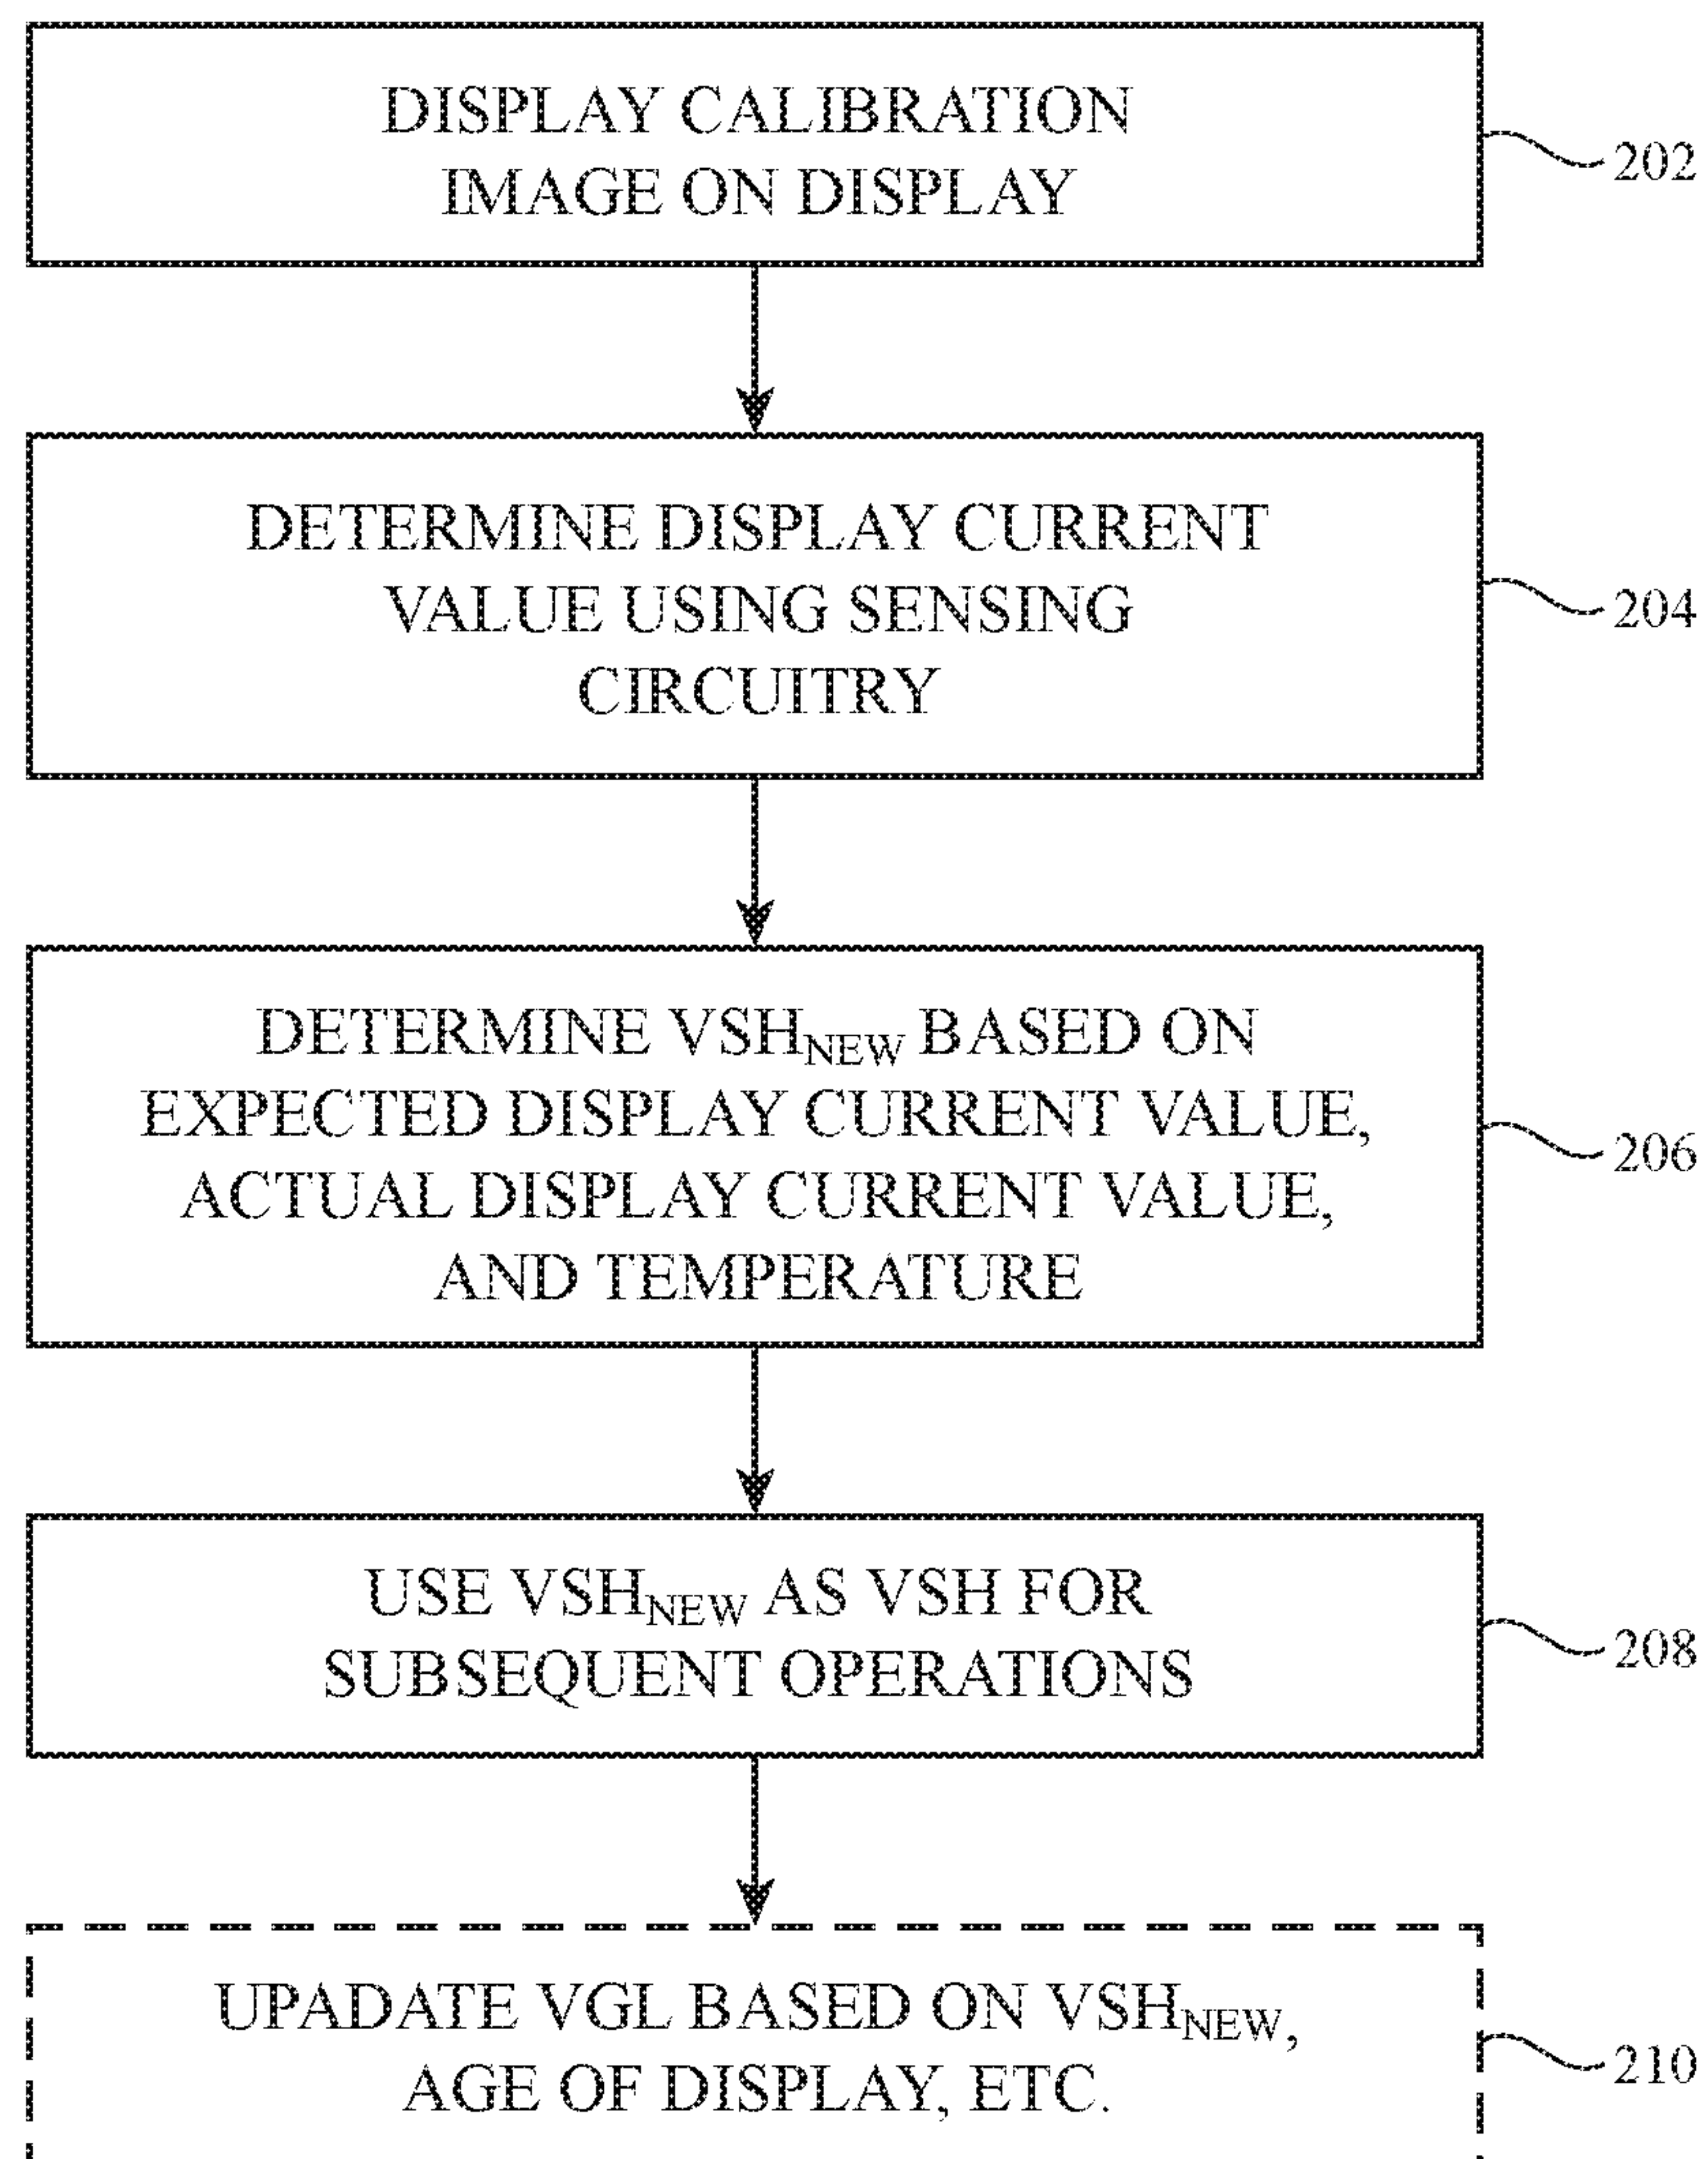 DISPLAY CALIBRATION
IMAGE ON DISPLAY
202
DETERMINE DISPLAY CURRENT
VALUE USING SENSING
CIRCUITRY
204
DETERMINE VSHNEW BASED ON
EXPECTED DISPLAY CURRENT VALUE,
ACTUAL DISPLAY CURRENT VALUE,
AND TEMPERATURE
206
USE VSHNEW AS VSH FOR
SUBSEQUENT OPERATIONS
208
UPADATE VGL BASED ON VSHNEW,
AGE OF DISPLAY, ETC.
210